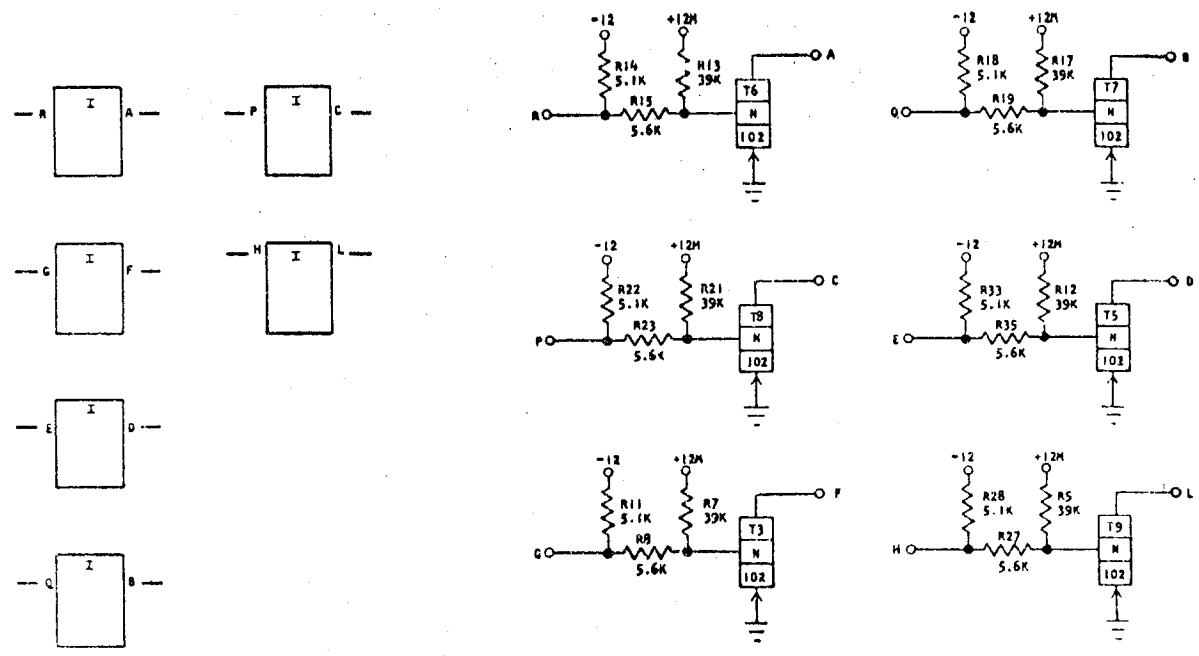 I
R A
I
P C
I
G F
I
H L
I
E D
I
Q B
-12 +12M
R14
5.1K
R13
39K
R15
5.6K
R
A
T6
N
102
-12 +12M
R18
5.1K
R17
39K
R19
5.6K
Q
B
T7
N
102
-12 +12M
R22
5.1K
R21
39K
R23
5.6K
P
C
T8
N
102
-12 +12M
R33
5.1K
R12
39K
R35
5.6K
E
D
T5
N
102
-12 +12M
R11
5.1K
R7
39K
R8
5.6K
G
F
T3
N
102
-12 +12M
R28
5.1K
R5
39K
R27
5.6K
H
L
T9
N
102